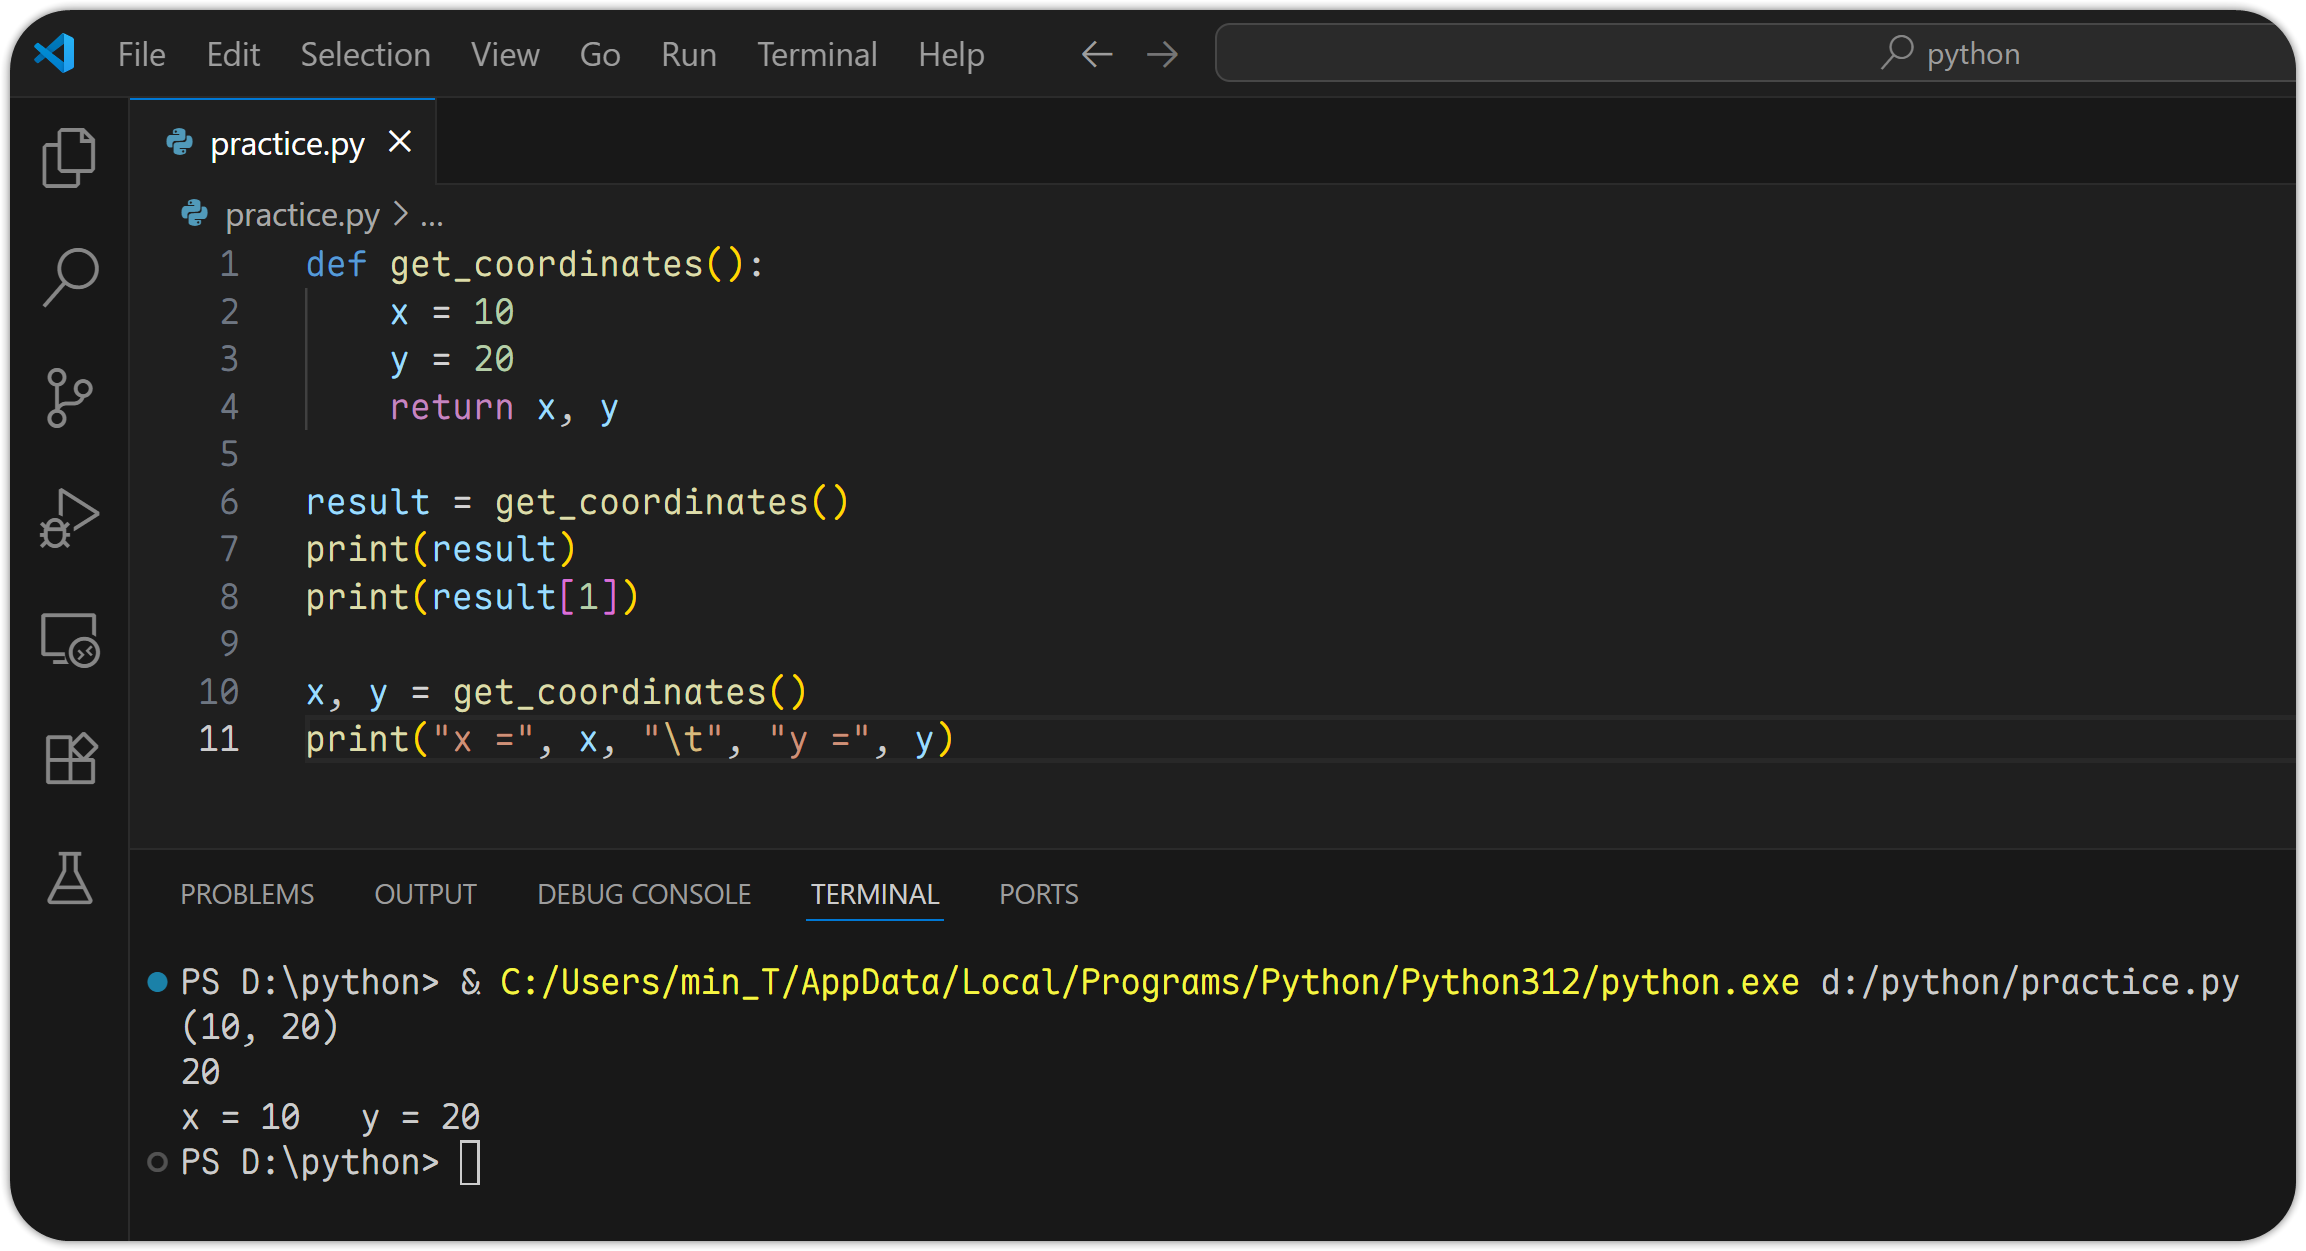 File Edit Selection View Go Run Terminal Help python
practice.py
practice.py > ...
1 def get_coordinates():
2     x = 10
3     y = 20
4     return x, y
5
6 result = get_coordinates()
7 print(result)
8 print(result[1])
9
10 x, y = get_coordinates()
11 print("x =", x, "\t", "y =", y)
PROBLEMS OUTPUT DEBUG CONSOLE TERMINAL PORTS
PS D:\python> & C:/Users/min_T/AppData/Local/Programs/Python/Python312/python.exe d:/python/practice.py
(10, 20)
20
x = 10   y = 20
PS D:\python>